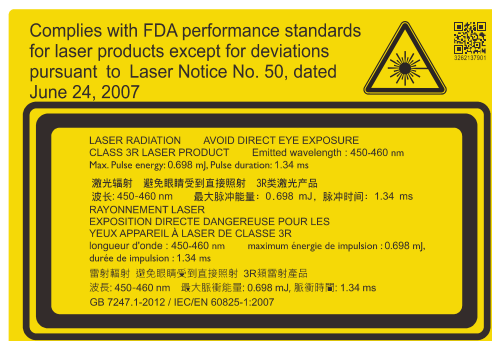 Complies with FDA performance standards
for laser products except for deviations
pursuant to Laser Notice No. 50, dated
June 24, 2007
3262137901
LASER RADIATION AVOID DIRECT EYE EXPOSURE
CLASS 3R LASER PRODUCT Emitted wavelength : 450-460 nm
Max. Pulse energy: 0.698 mJ, Pulse duration: 1.34 ms
激光辐射 避免眼睛受到直接照射 3R类激光产品
波长: 450-460 nm 最大脉冲能量: 0.698 mJ, 脉冲时间: 1.34 ms
RAYONNEMENT LASER
EXPOSITION DIRECTE DANGEREUSE POUR LES
YEUX APPAREIL À LASER DE CLASSE 3R
longueur d'onde : 450-460 nm maximum énergie de impulsion : 0.698 mJ,
durée de impulsion : 1.34 ms
雷射輻射 避免眼睛受到直接照射 3R類雷射產品
波長: 450-460 nm 最大脈衝能量: 0.698 mJ, 脈衝時間: 1.34 ms
GB 7247.1-2012 / IEC/EN 60825-1:2007